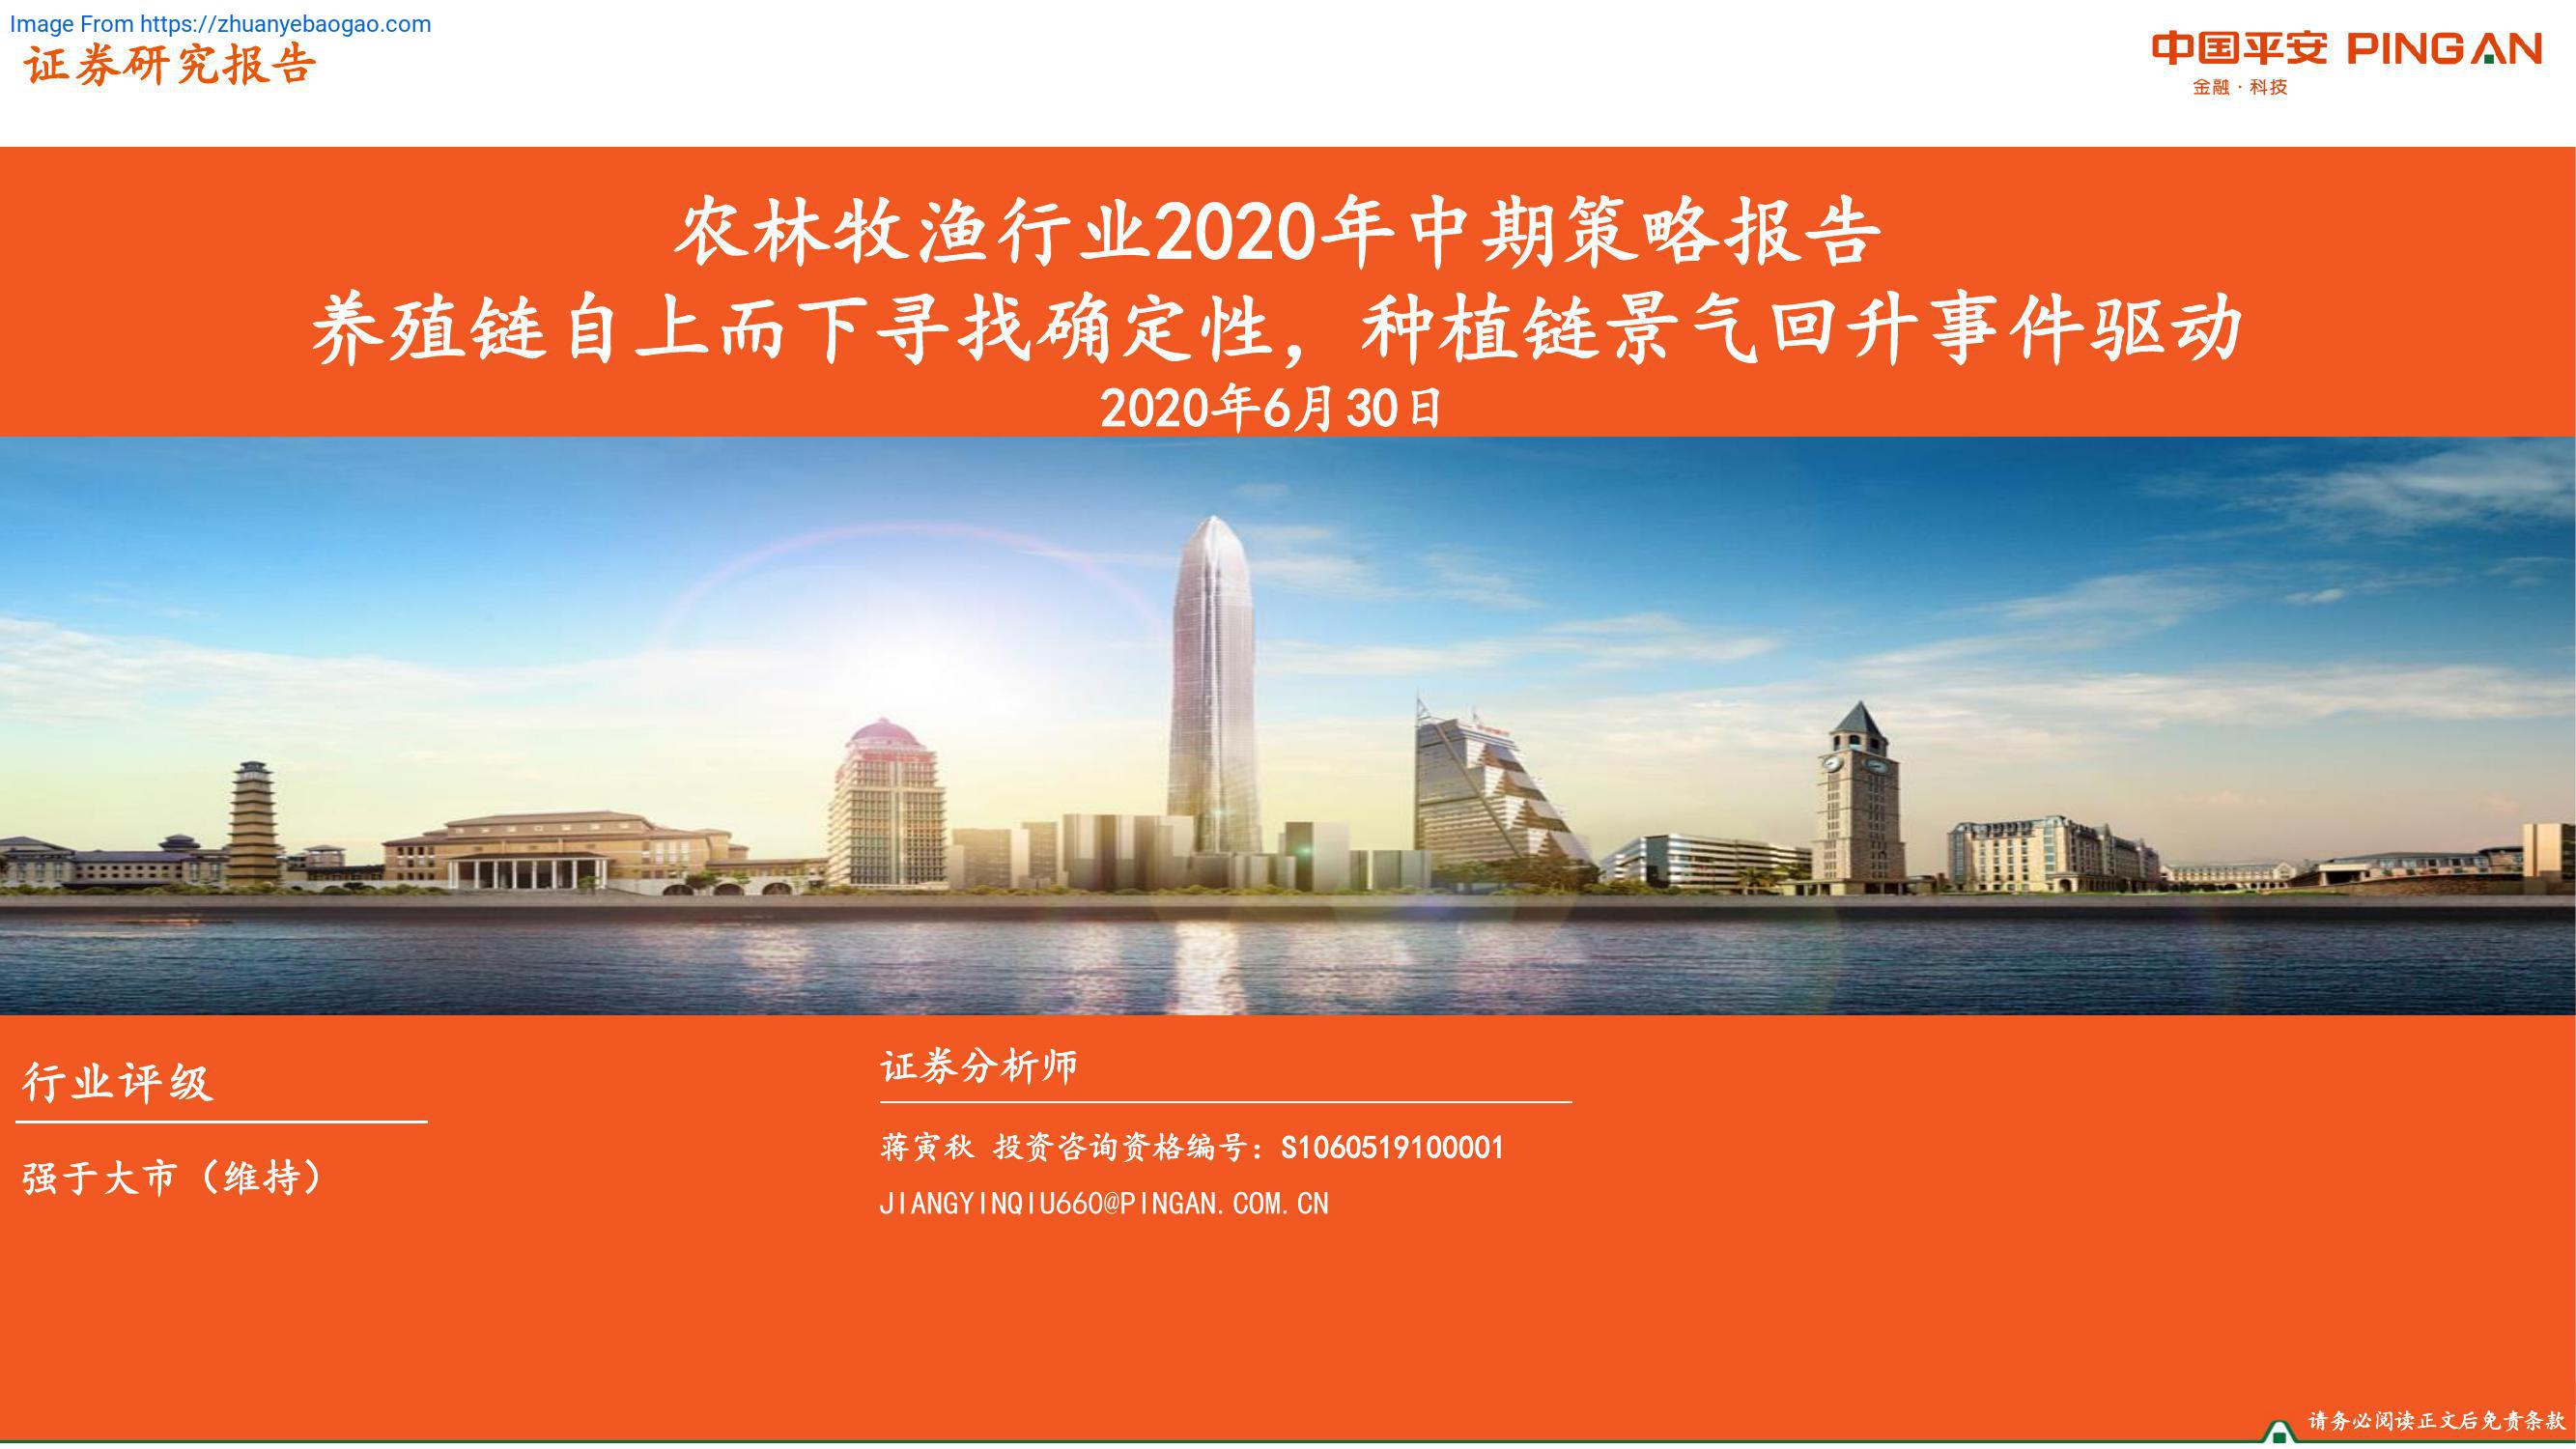 Image From https://zhuanyebaogao.com
证券研究报告
中国平安 PINGAN
金融·科技
农林牧渔行业2020年中期策略报告
养殖链自上而下寻找确定性，种植链景气回升事件驱动
2020年6月30日
行业评级
强于大市（维持）
证券分析师
蒋寅秋 投资咨询资格编号：S1060519100001
JIANGYINQIU660@PINGAN.COM.CN
请务必阅读正文后免责条款